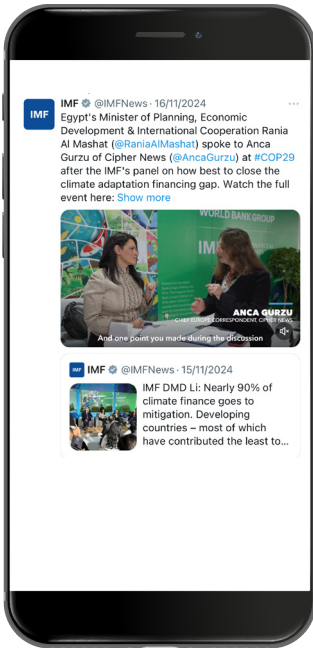 IMF @IMFNews · 16/11/2024
IMF
Egypt's Minister of Planning, Economic
Development & International Cooperation Rania
Al Mashat (@RaniaAlMashat) spoke to Anca
Gurzu of Cipher News (@AncaGurzu) at #COP29
after the IMF's panel on how best to close the
climate adaptation financing gap. Watch the full
event here: Show more
WORLD BANK GROUP
IM
ANCA GURZU
CHIEF EUROPE CORRESPONDENT, CIPHER NEWS
And one point you made during the discussion
IMF IMF @IMFNews · 15/11/2024
IMF DMD Li: Nearly 90% of
climate finance goes to
mitigation. Developing
countries – most of which
have contributed the least to...